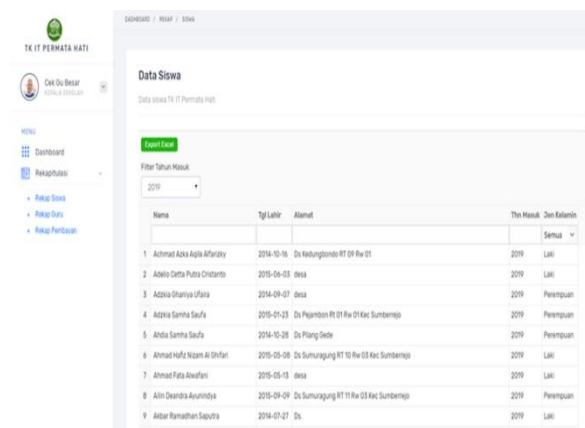 DASHBOARD / REKAP / SISWA
TK IT PERMATA HATI
Cek Gu Besar
KEPALA SEKOLAH
MENU
Dashboard
Rekapitulasi
Rekap Siswa
Rekap Guru
Rekap Pembayan
Data Siswa
Data siswa TK IT Permata Hati
Export Excel
Filter Tahun Masuk
2019
Nama Tgl Lahir Alamat Thn Masuk Jen Kelamin
Semua
1 Achmad Azka Aqila Alfarizky 2014-10-16 Ds Kedungbondo RT 09 Rw 01 2019 Laki
2 Adelio Cetta Putra Cristanto 2015-06-03 desa 2019 Laki
3 Adzkia Ghaniya Ufaira 2014-09-07 desa 2019 Perempuan
4 Adzkia Samha Saufa 2015-01-23 Ds Pejambon Rt 01 Rw 01 Kec Sumberrejo 2019 Perempuan
5 Ahdia Samha Saufa 2014-10-28 Ds Pilang Gede 2019 Perempuan
6 Ahmad Hafiz Nizam Al Ghifari 2015-05-08 Ds Sumuragung RT 10 Rw 03 Kec Sumberrejo 2019 Laki
7 Ahmad Fata Alwafani 2015-05-13 desa 2019 Laki
8 Ailin Deandra Ayunindya 2015-09-09 Ds Sumuragung RT 11 Rw 03 Kec Sumberrejo 2019 Perempuan
9 Akbar Ramadhan Saputra 2014-07-27 Ds. 2019 Laki